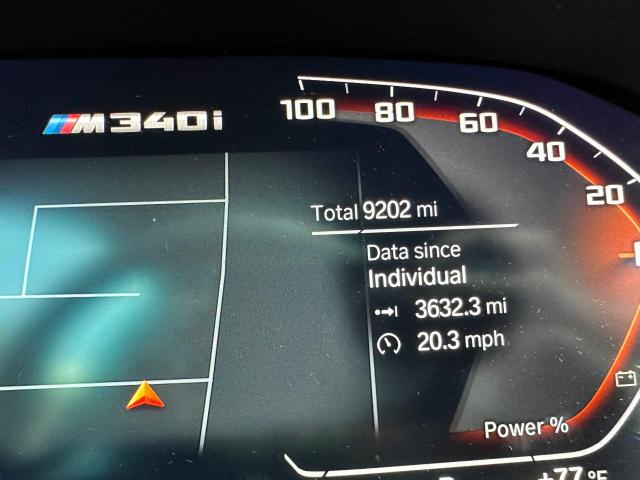 M340i
100 80 60 40 20
Total 9202 mi
Data since
Individual
3632.3 mi
20.3 mph
Power %
+77°F